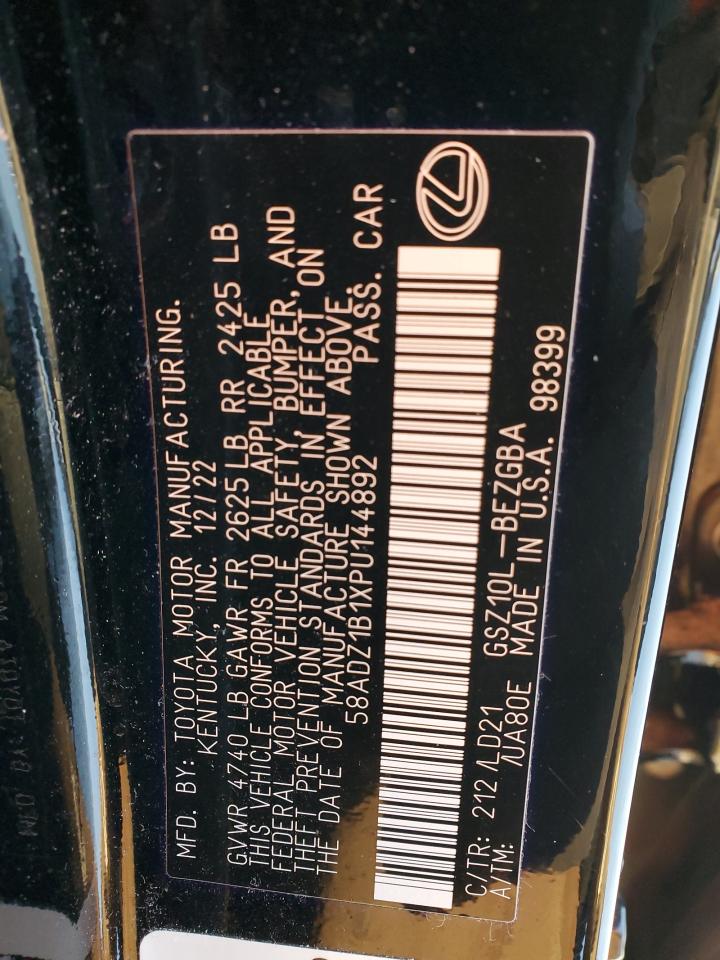 MFD. BY: TOYOTA MOTOR MANUFACTURING.
KENTUCKY, INC. 12/22
GVWR 4740 LB GAWR FR 2625 LB RR 2425 LB
THIS VEHICLE CONFORMS TO ALL APPLICABLE
FEDERAL MOTOR VEHICLE SAFETY, BUMPER, AND
THEFT PREVENTION STANDARDS IN EFFECT ON
THE DATE OF MANUFACTURE SHOWN ABOVE.
58ADZ1B1XPU144892 PASS. CAR
C/TR: 212 /LD21 GSZ10L-BEZGBA
A/TM: /UA80E MADE IN U.S.A. 98399